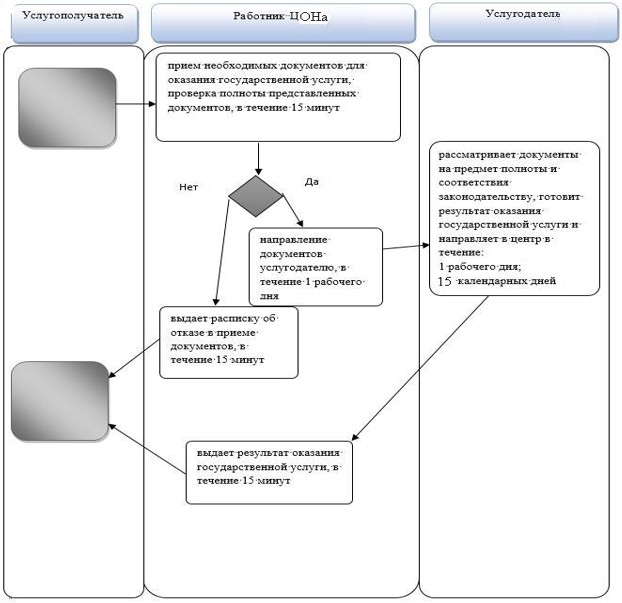 Услугополучатель
Работник ЦОНа
Услугодатель
прием необходимых документов для
оказания государственной услуги,
проверка полноты представленных
документов, в течение 15 минут
Нет
Да
направление
документов
услугодателю, в
течение 1 рабочего
дня
рассматривает документы
на предмет полноты и
соответствия
законодательству, готовит
результат оказания
государственной услуги и
направляет в центр в
течение:
1 рабочего дня;
15 календарных дней
выдает расписку об
отказе в приеме
документов, в
течение 15 минут
выдает результат оказания
государственной услуги, в
течение 15 минут